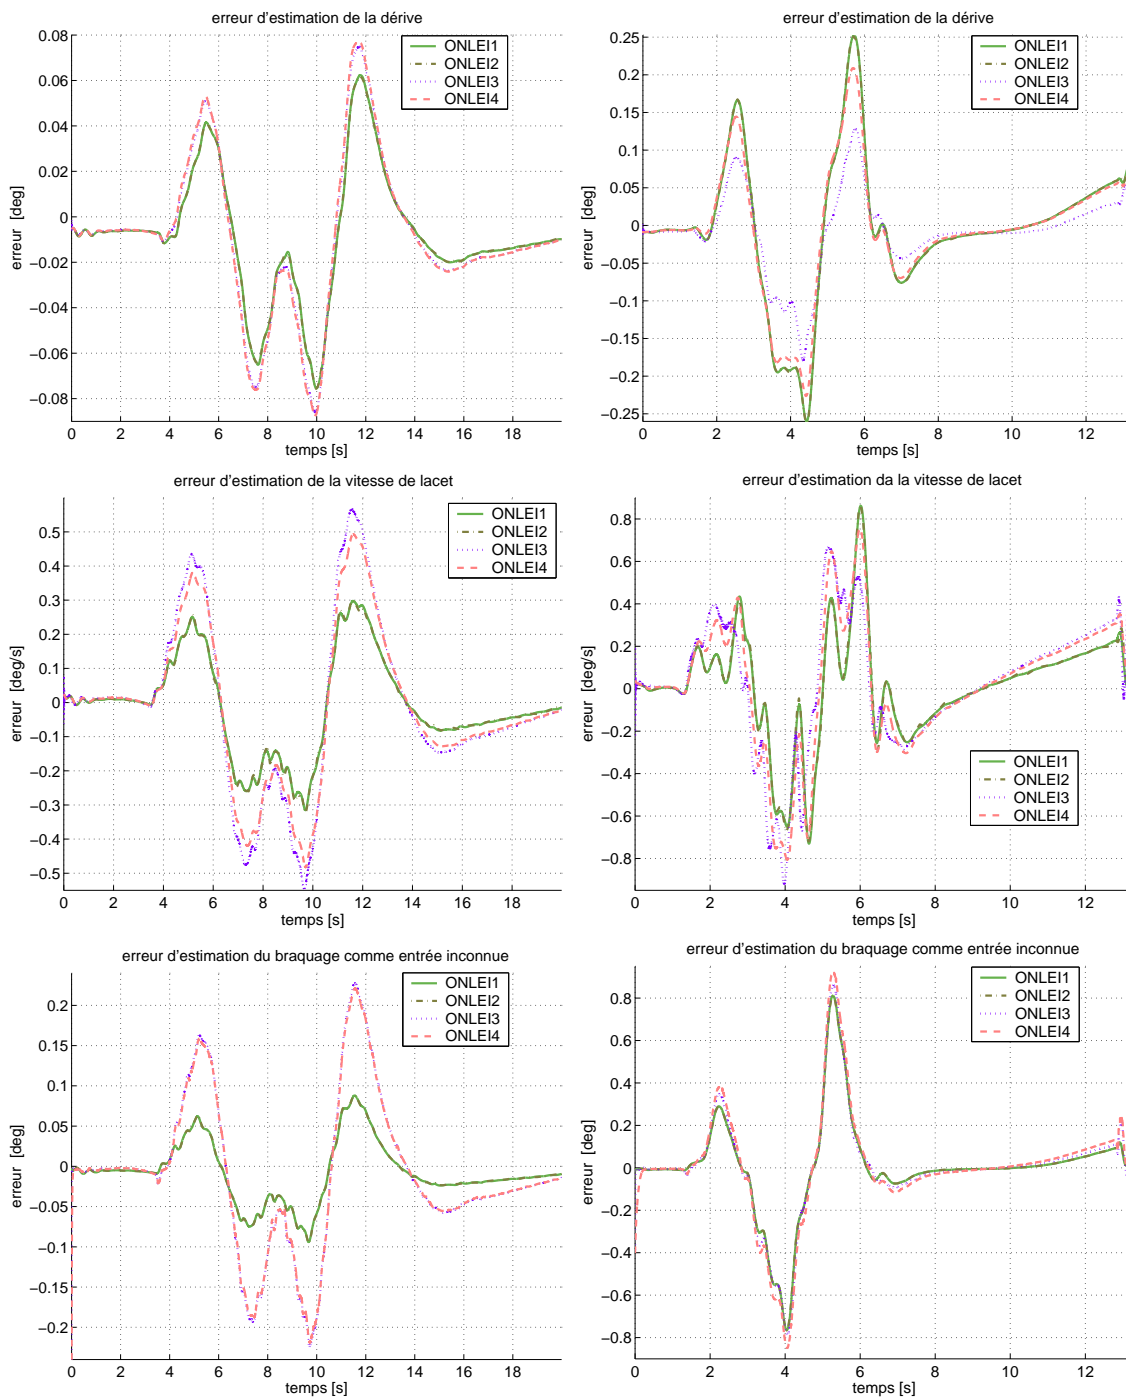 erreur d'estimation de la dérive
erreur [deg]
0.08
0.06
0.04
0.02
0
−0.02
−0.04
−0.06
−0.08
0 2 4 6 8 10 12 14 16 18
temps [s]
ONLEI1
ONLEI2
ONLEI3
ONLEI4
erreur d'estimation de la dérive
erreur [deg]
0.25
0.2
0.15
0.1
0.05
0
−0.05
−0.1
−0.15
−0.2
−0.25
0 2 4 6 8 10 12
temps [s]
ONLEI1
ONLEI2
ONLEI3
ONLEI4
erreur d'estimation de la vitesse de lacet
erreur [deg/s]
0.5
0.4
0.3
0.2
0.1
0
−0.1
−0.2
−0.3
−0.4
−0.5
0 2 4 6 8 10 12 14 16 18
temps [s]
ONLEI1
ONLEI2
ONLEI3
ONLEI4
erreur d'estimation da la vitesse de lacet
erreur [deg/s]
0.8
0.6
0.4
0.2
0
−0.2
−0.4
−0.6
−0.8
0 2 4 6 8 10 12
temps [s]
ONLEI1
ONLEI2
ONLEI3
ONLEI4
erreur d'estimation du braquage comme entrée inconnue
erreur [deg]
0.2
0.15
0.1
0.05
0
−0.05
−0.1
−0.15
−0.2
0 2 4 6 8 10 12 14 16 18
temps [s]
ONLEI1
ONLEI2
ONLEI3
ONLEI4
erreur d'estimation du braquage comme entrée inconnue
erreur [deg]
0.8
0.6
0.4
0.2
0
−0.2
−0.4
−0.6
−0.8
0 2 4 6 8 10 12
temps [s]
ONLEI1
ONLEI2
ONLEI3
ONLEI4